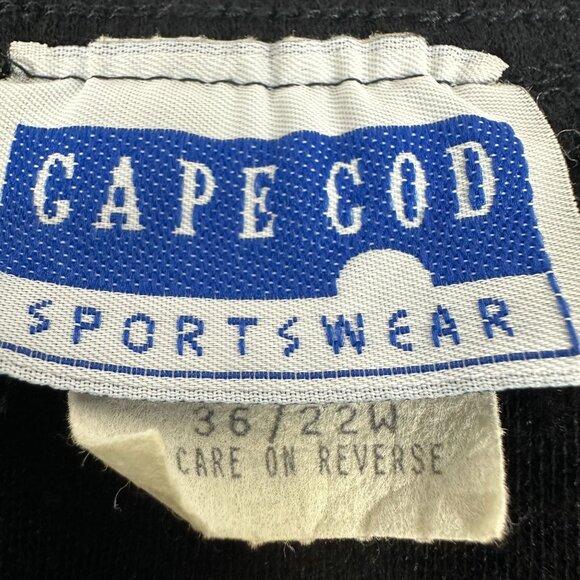 CAPE COD
SPORTSWEAR
36/22W
CARE ON REVERSE